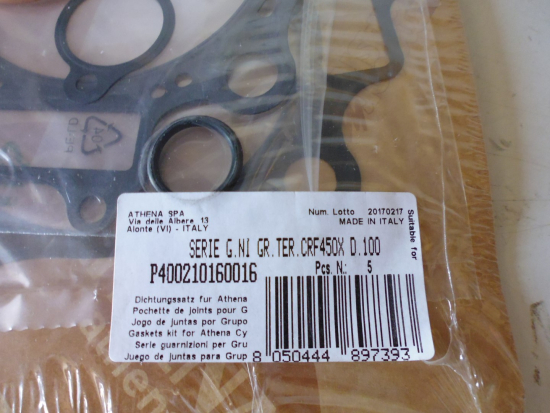 ATHENA SPA
Via delle Albere, 13
Alonte (VI) - ITALY
Num. Lotto 20170217
MADE IN ITALY
Suitable for
SERIE G.NI GR.TER.CRF450X D.100
P400210160016
Pcs. N.: 5
Dichtungssatz fur Athena
Pochette de joints pour G
Jogo de juntas por Grupo
Gaskets kit for Athena Cy
Serie guarnizioni per Gru
Juego de juntas para Grup
8 050444 897393